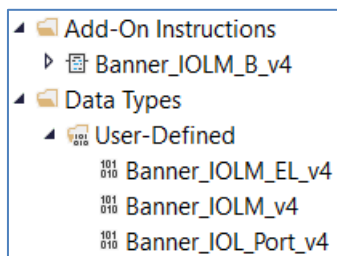 Add-On Instructions
Banner_IOLM_B_v4
Data Types
User-Defined
Banner_IOLM_EL_v4
Banner_IOLM_v4
Banner_IOL_Port_v4